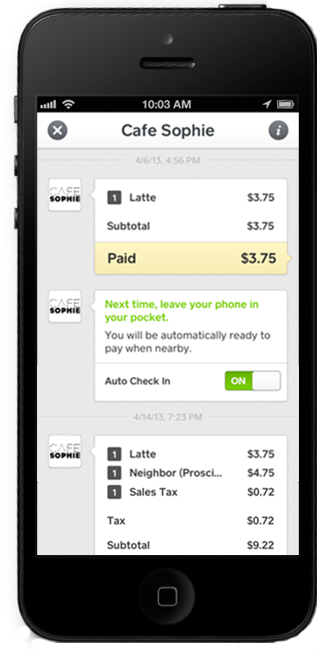 10:03 AM
Cafe Sophie
i
4/6/13, 4:56 PM
CAFE
SOPHIE
1 Latte $3.75
Subtotal $3.75
Paid $3.75
CAFE
SOPHIE
Next time, leave your phone in
your pocket.
You will be automatically ready to
pay when nearby.
Auto Check In ON
4/14/13, 7:23 PM
CAFE
SOPHIE
1 Latte $3.75
1 Neighbor (Prosci... $4.75
1 Sales Tax $0.72
Tax $0.72
Subtotal $9.22